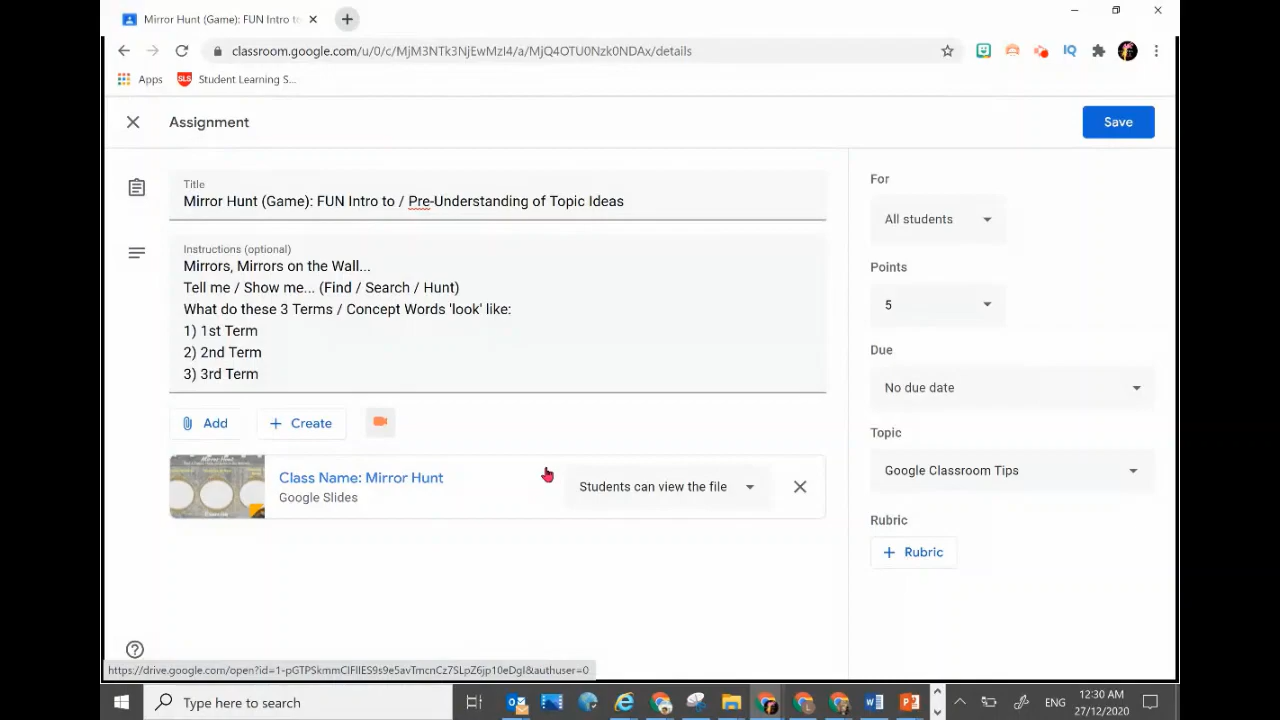 Mirror Hunt (Game): FUN Intro to
classroom.google.com/u/0/c/MjM3NTk3NjEwMzI4/a/MjQ4OTU0Nzk0NDAx/details
Apps
SLS
Student Learning S...
IQ
Assignment
Save
Title
Mirror Hunt (Game): FUN Intro to / Pre-Understanding of Topic Ideas
Instructions (optional)
Mirrors, Mirrors on the Wall...
Tell me / Show me... (Find / Search / Hunt)
What do these 3 Terms / Concept Words 'look' like:
1) 1st Term
2) 2nd Term
3) 3rd Term
Add
Create
Class Name: Mirror Hunt
Google Slides
Students can view the file
For
All students
Points
5
Due
No due date
Topic
Google Classroom Tips
Rubric
Rubric
Mirror Hunt
Type here to search
ENG
12:30 AM
27/12/2020